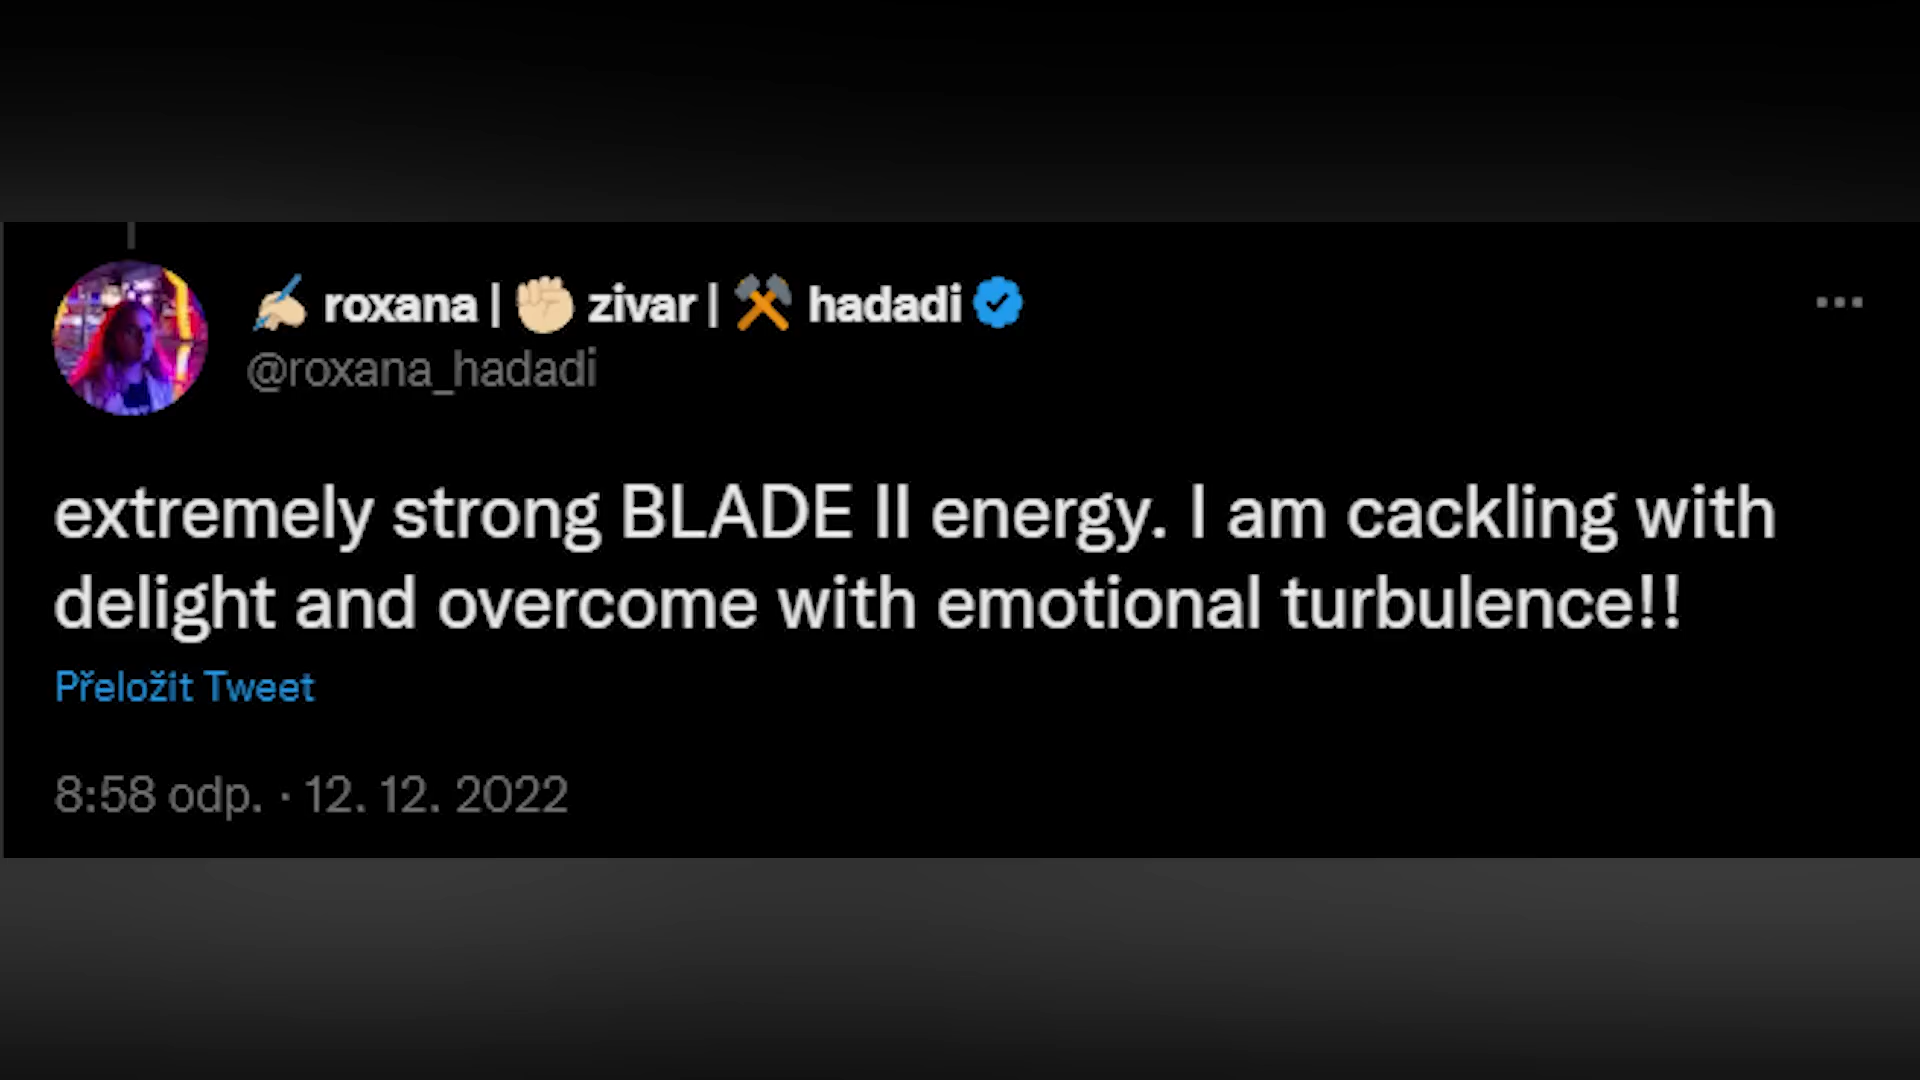 ✍🏼 roxana | ✊🏼 zivar | ⚒️ hadadi
@roxana_hadadi
extremely strong BLADE II energy. I am cackling with
delight and overcome with emotional turbulence!!
Přeložit Tweet
8:58 odp. · 12. 12. 2022